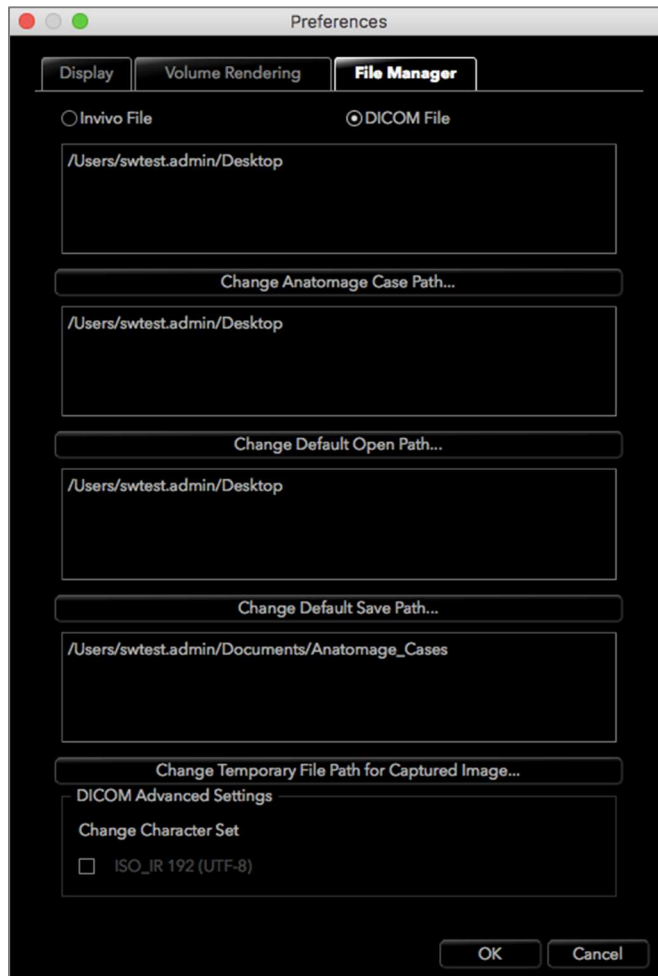 Preferences
Display Volume Rendering File Manager
Invivo File DICOM File
/Users/swtest.admin/Desktop
Change Anatomage Case Path...
/Users/swtest.admin/Desktop
Change Default Open Path...
/Users/swtest.admin/Desktop
Change Default Save Path...
/Users/swtest.admin/Documents/Anatomage_Cases
Change Temporary File Path for Captured Image...
DICOM Advanced Settings
Change Character Set
ISO_IR 192 (UTF-8)
OK Cancel